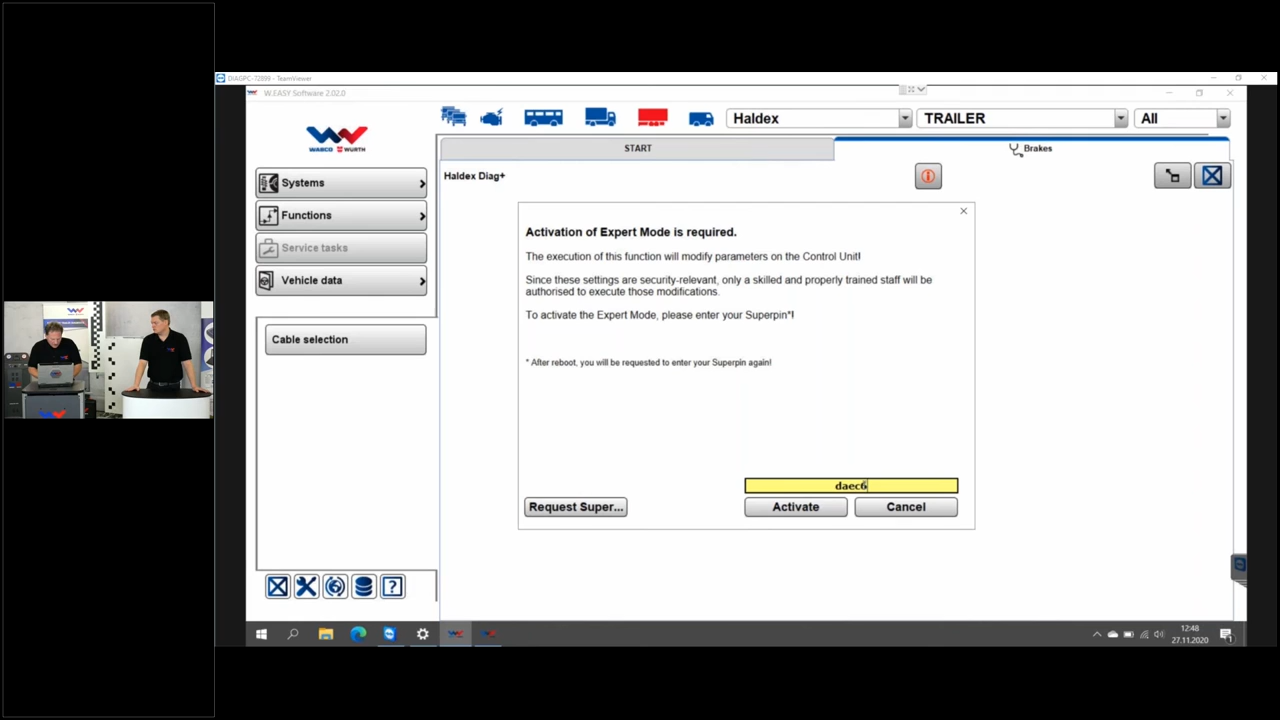 DIAGPC-72899 - TeamViewer
W.EASY Software 2.02.0
WABCO WÜRTH
Haldex
TRAILER
All
START
Brakes
Systems
Functions
Service tasks
Vehicle data
Cable selection
Haldex Diag+
Activation of Expert Mode is required.
The execution of this function will modify parameters on the Control Unit!
Since these settings are security-relevant, only a skilled and properly trained staff will be
authorised to execute those modifications.
To activate the Expert Mode, please enter your Superpin*!
* After reboot, you will be requested to enter your Superpin again!
daec6
Request Super...
Activate
Cancel
12:48
27.11.2020